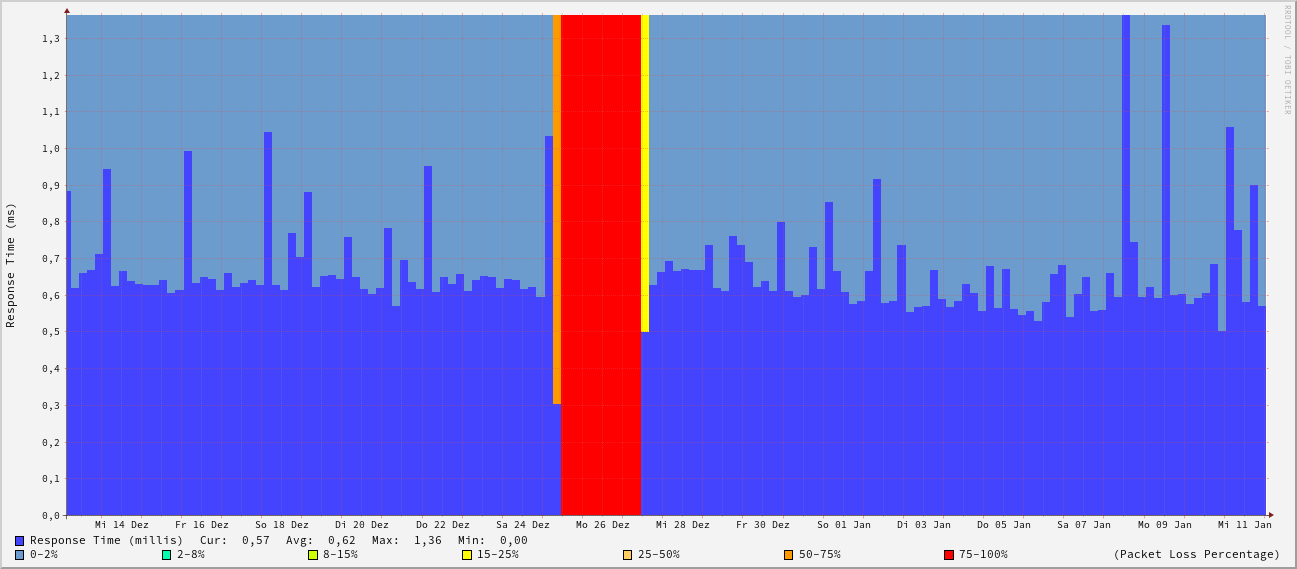 RRDTOOL / TOBI OETIKER
Response Time (ms)
1,3
1,2
1,1
1,0
0,9
0,8
0,7
0,6
0,5
0,4
0,3
0,2
0,1
0,0
Mi 14 Dez Fr 16 Dez So 18 Dez Di 20 Dez Do 22 Dez Sa 24 Dez Mo 26 Dez Mi 28 Dez Fr 30 Dez So 01 Jan Di 03 Jan Do 05 Jan Sa 07 Jan Mo 09 Jan Mi 11 Jan
Response Time (millis) Cur: 0,57 Avg: 0,62 Max: 1,36 Min: 0,00
0-2% 2-8% 8-15% 15-25% 25-50% 50-75% 75-100% (Packet Loss Percentage)